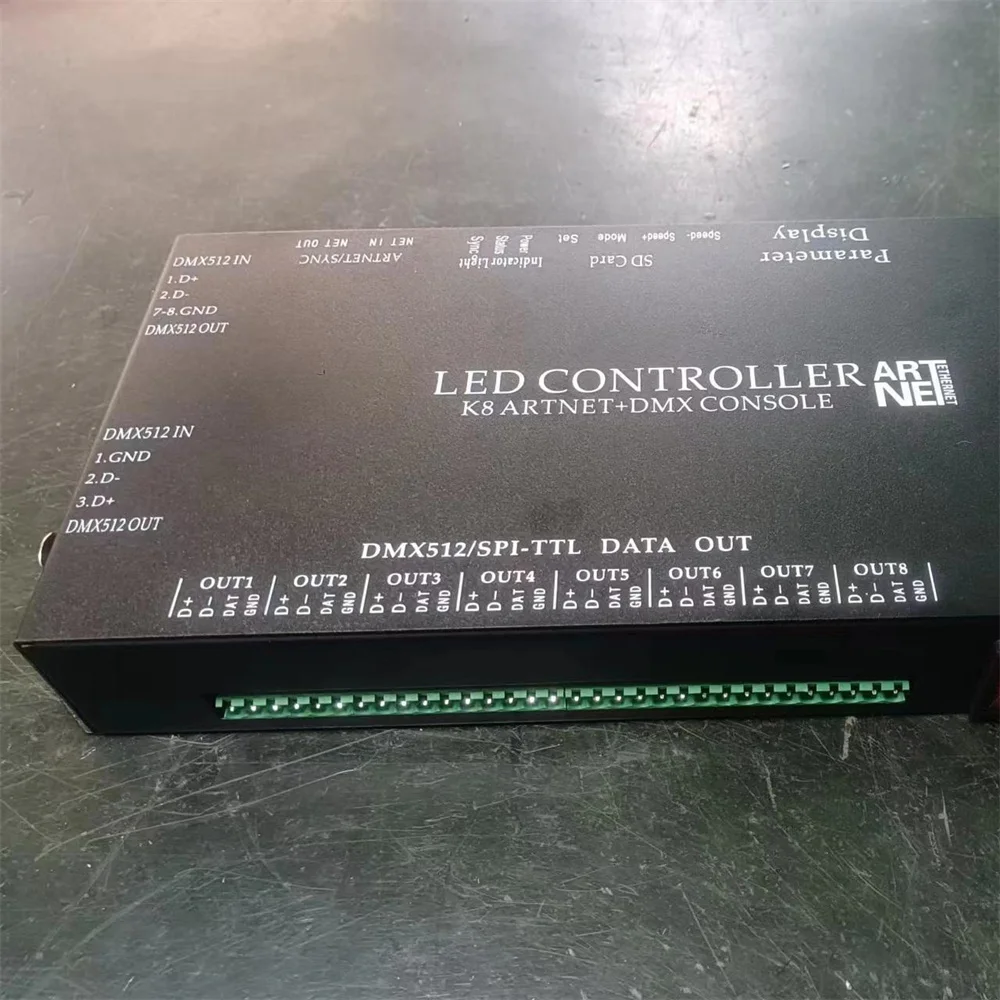 DMX512 IN
1.D+
2.D-
7-8.GND
DMX512 OUT
ARTNET/SYNC
NET IN NET OUT
Indicator Light
Power
Status
Sync
SD Card
Speed- Speed+ Mode Set
Parameter
Display
LED CONTROLLER
K8 ARTNET+DMX CONSOLE
ART
NET
ETHERNET
DMX512 IN
1.GND
2.D-
3.D+
DMX512 OUT
DMX512/SPI-TTL DATA OUT
OUT1 OUT2 OUT3 OUT4 OUT5 OUT6 OUT7 OUT8
D+ D- DAT GND D+ D- DAT GND D+ D- DAT GND D+ D- DAT GND D+ D- DAT GND D+ D- DAT GND D+ D- DAT GND D+ D- DAT GND